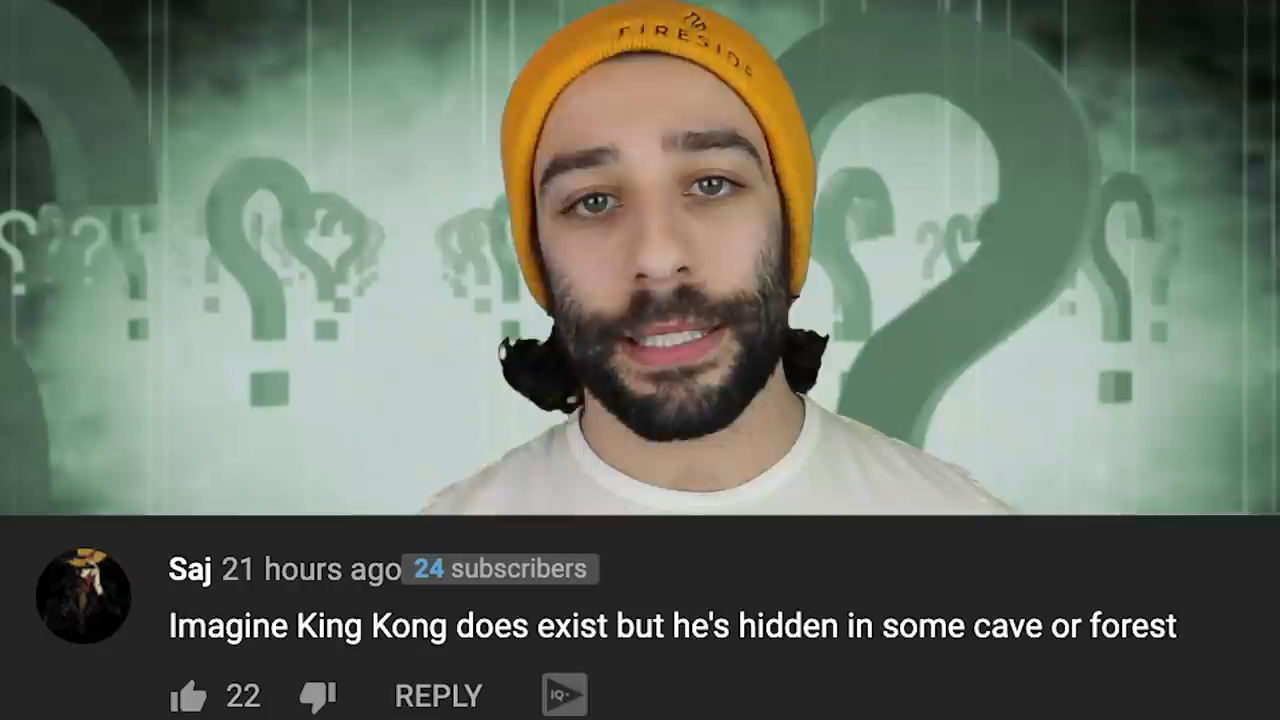 FIRESIDE
Saj 21 hours ago 24 subscribers
Imagine King Kong does exist but he's hidden in some cave or forest
22 REPLY IQ